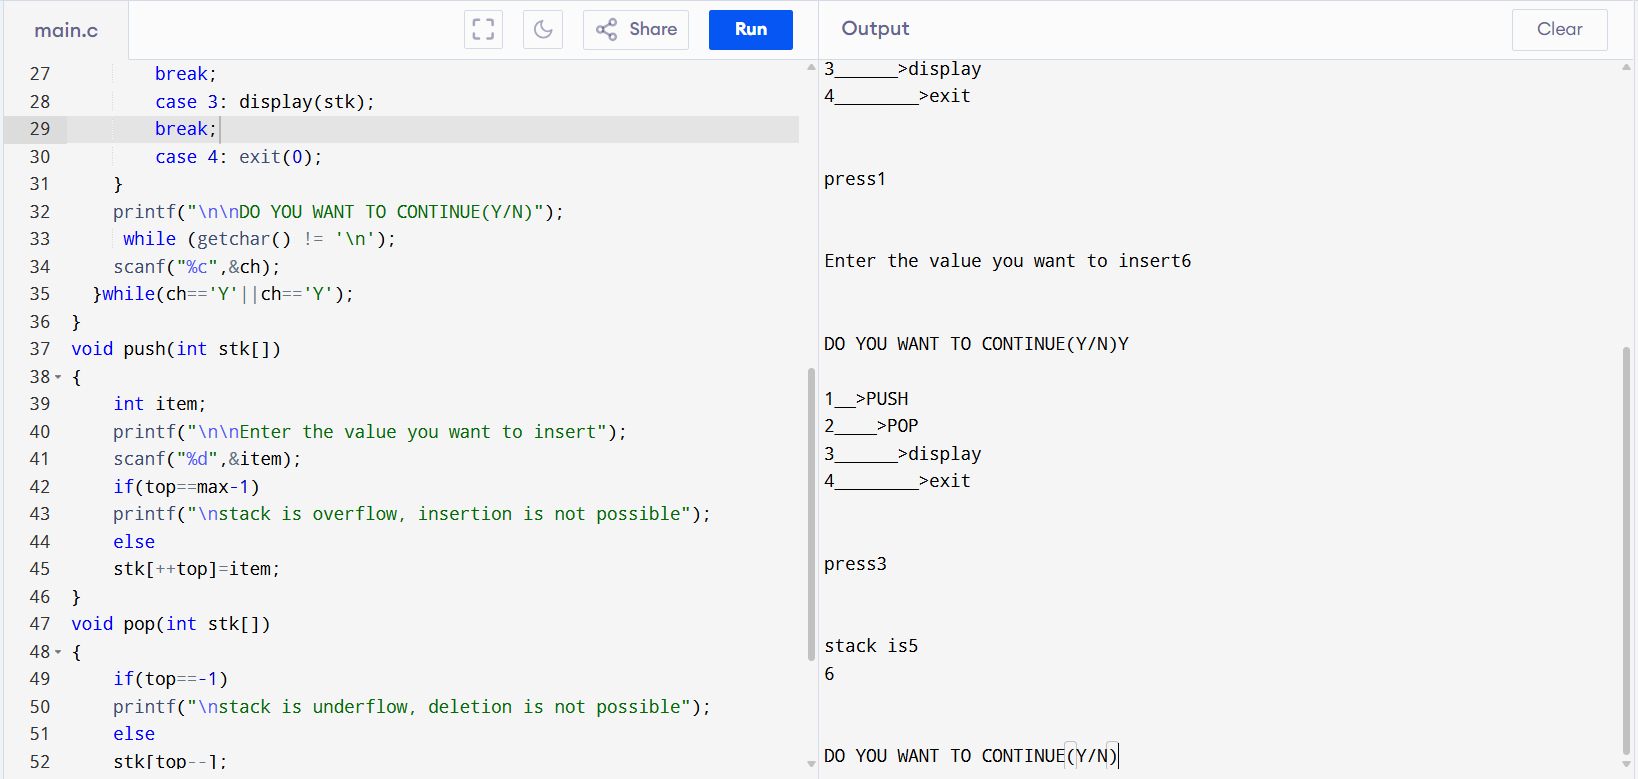 main.c
Share
Run
27 break;
28 case 3: display(stk);
29 break;
30 case 4: exit(0);
31 }
32 printf("\n\nDO YOU WANT TO CONTINUE(Y/N)");
33 while (getchar() != '\n');
34 scanf("%c",&ch);
35 }while(ch=='Y'||ch=='Y');
36 }
37 void push(int stk[])
38 {
39 int item;
40 printf("\n\nEnter the value you want to insert");
41 scanf("%d",&item);
42 if(top==max-1)
43 printf("\nstack is overflow, insertion is not possible");
44 else
45 stk[++top]=item;
46 }
47 void pop(int stk[])
48 {
49 if(top==-1)
50 printf("\nstack is underflow, deletion is not possible");
51 else
52 stk[top--];
Output
Clear
3______>display
4________>exit
press1
Enter the value you want to insert6
DO YOU WANT TO CONTINUE(Y/N)Y
1__>PUSH
2____>POP
3______>display
4________>exit
press3
stack is5
6
DO YOU WANT TO CONTINUE(Y/N)